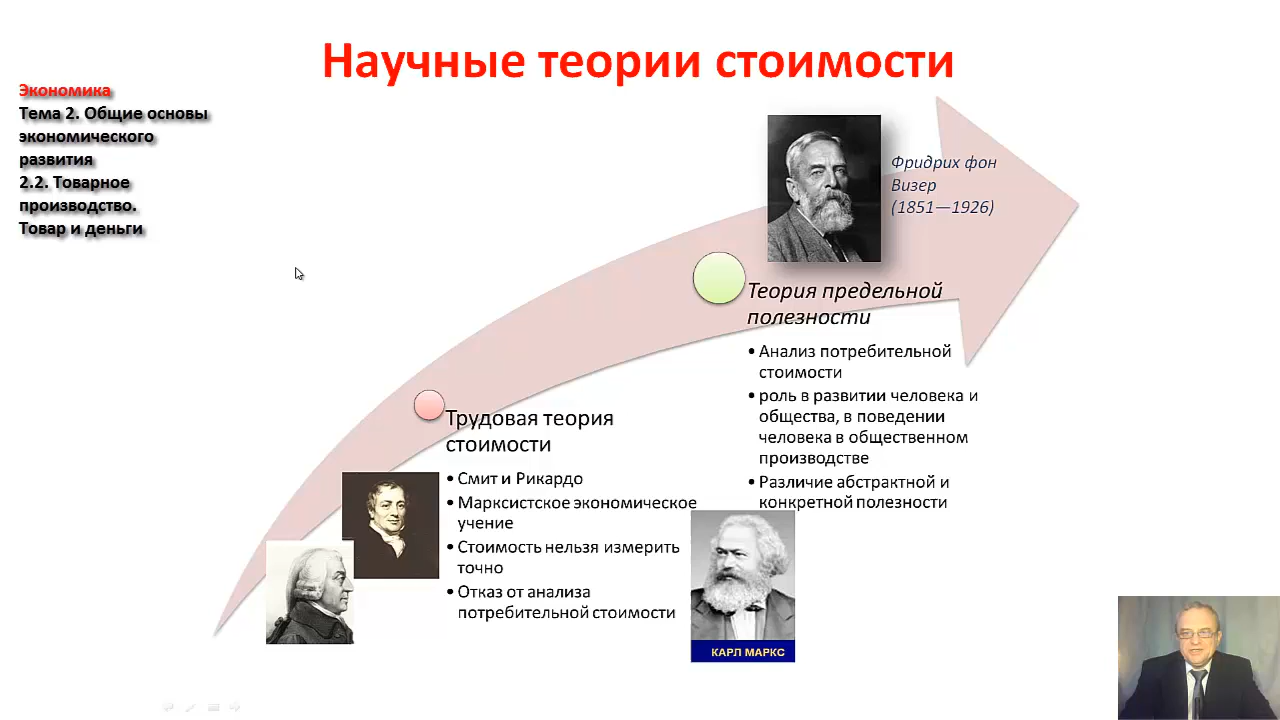 Научные теории стоимости
Экономика
Тема 2. Общие основы
экономического
развития
2.2. Товарное
производство.
Товар и деньги
Фридрих фон
Визер
(1851—1926)
Теория предельной
полезности
• Анализ потребительной
стоимости
• роль в развитии человека и
общества, в поведении
человека в общественном
производстве
• Различие абстрактной и
конкретной полезности
Трудовая теория
стоимости
• Смит и Рикардо
• Марксистское экономическое
учение
• Стоимость нельзя измерить
точно
• Отказ от анализа
потребительной стоимости
КАРЛ МАРКС